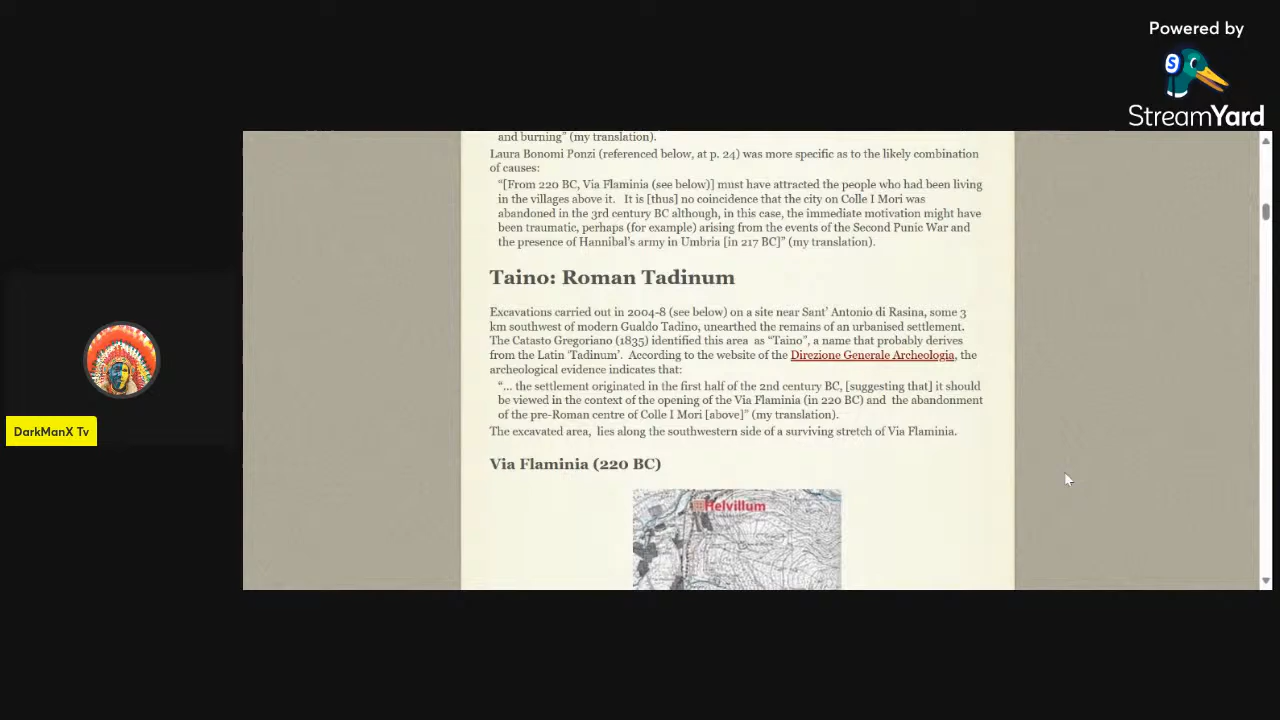 Powered by
S
StreamYard
and burning” (my translation).
Laura Bonomi Ponzi (referenced below, at p. 24) was more specific as to the likely combination
of causes:
“[From 220 BC, Via Flaminia (see below)] must have attracted the people who had been living
in the villages above it. It is [thus] no coincidence that the city on Colle I Mori was
abandoned in the 3rd century BC although, in this case, the immediate motivation might have
been traumatic, perhaps (for example) arising from the events of the Second Punic War and
the presence of Hannibal’s army in Umbria [in 217 BC]” (my translation).
Taino: Roman Tadinum
Excavations carried out in 2004-8 (see below) on a site near Sant’ Antonio di Rasina, some 3
km southwest of modern Gualdo Tadino, unearthed the remains of an urbanised settlement.
The Catasto Gregoriano (1835) identified this area as “Taino”, a name that probably derives
from the Latin ‘Tadinum’. According to the website of the Direzione Generale Archeologia, the
archeological evidence indicates that:
“... the settlement originated in the first half of the 2nd century BC, [suggesting that] it should
be viewed in the context of the opening of the Via Flaminia (in 220 BC) and the abandonment
of the pre-Roman centre of Colle I Mori [above]” (my translation).
The excavated area, lies along the southwestern side of a surviving stretch of Via Flaminia.
Via Flaminia (220 BC)
Helvillum
DarkManX Tv